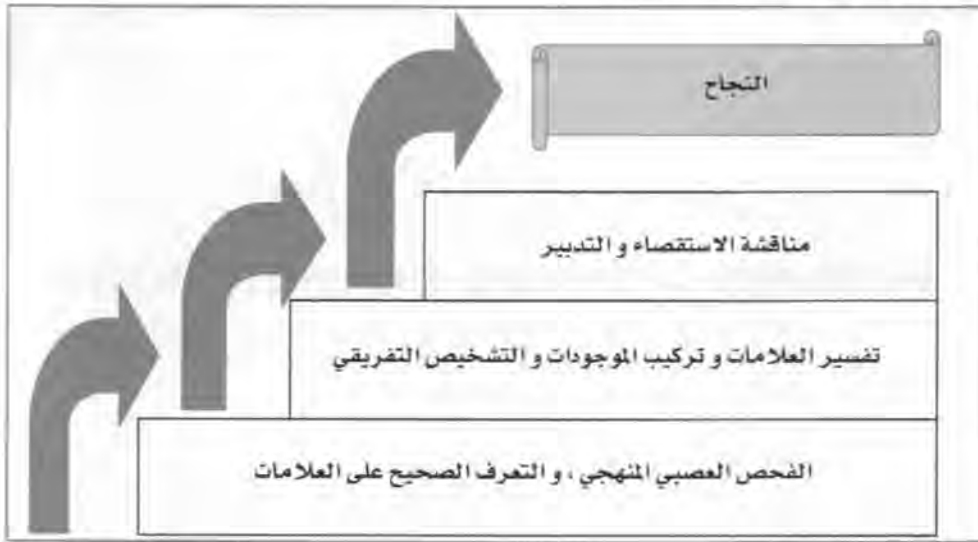 النجاح
مناقشة الاستقصاء و التدبير
تفسير العلامات و تركيب الموجودات و التشخيص التفريقي
الفحص العصبي المنهجي ، و التعرف الصحيح على العلامات